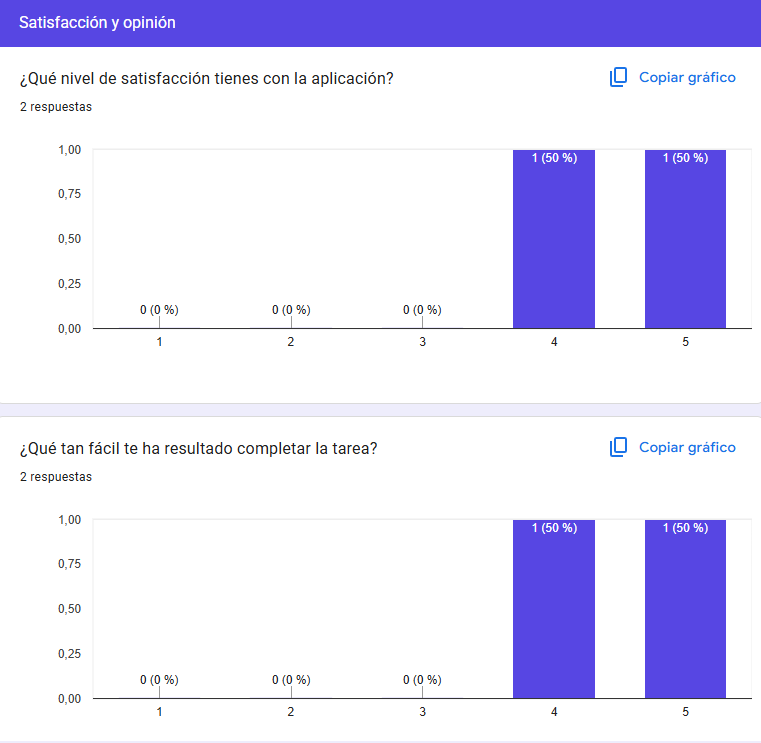 Satisfacción y opinión
¿Qué nivel de satisfacción tienes con la aplicación?
Copiar gráfico
2 respuestas
1,00
0,75
0,50
0,25
0,00
0 (0 %)
0 (0 %)
0 (0 %)
1 (50 %)
1 (50 %)
1 2 3 4 5
¿Qué tan fácil te ha resultado completar la tarea?
Copiar gráfico
2 respuestas
1,00
0,75
0,50
0,25
0,00
0 (0 %)
0 (0 %)
0 (0 %)
1 (50 %)
1 (50 %)
1 2 3 4 5